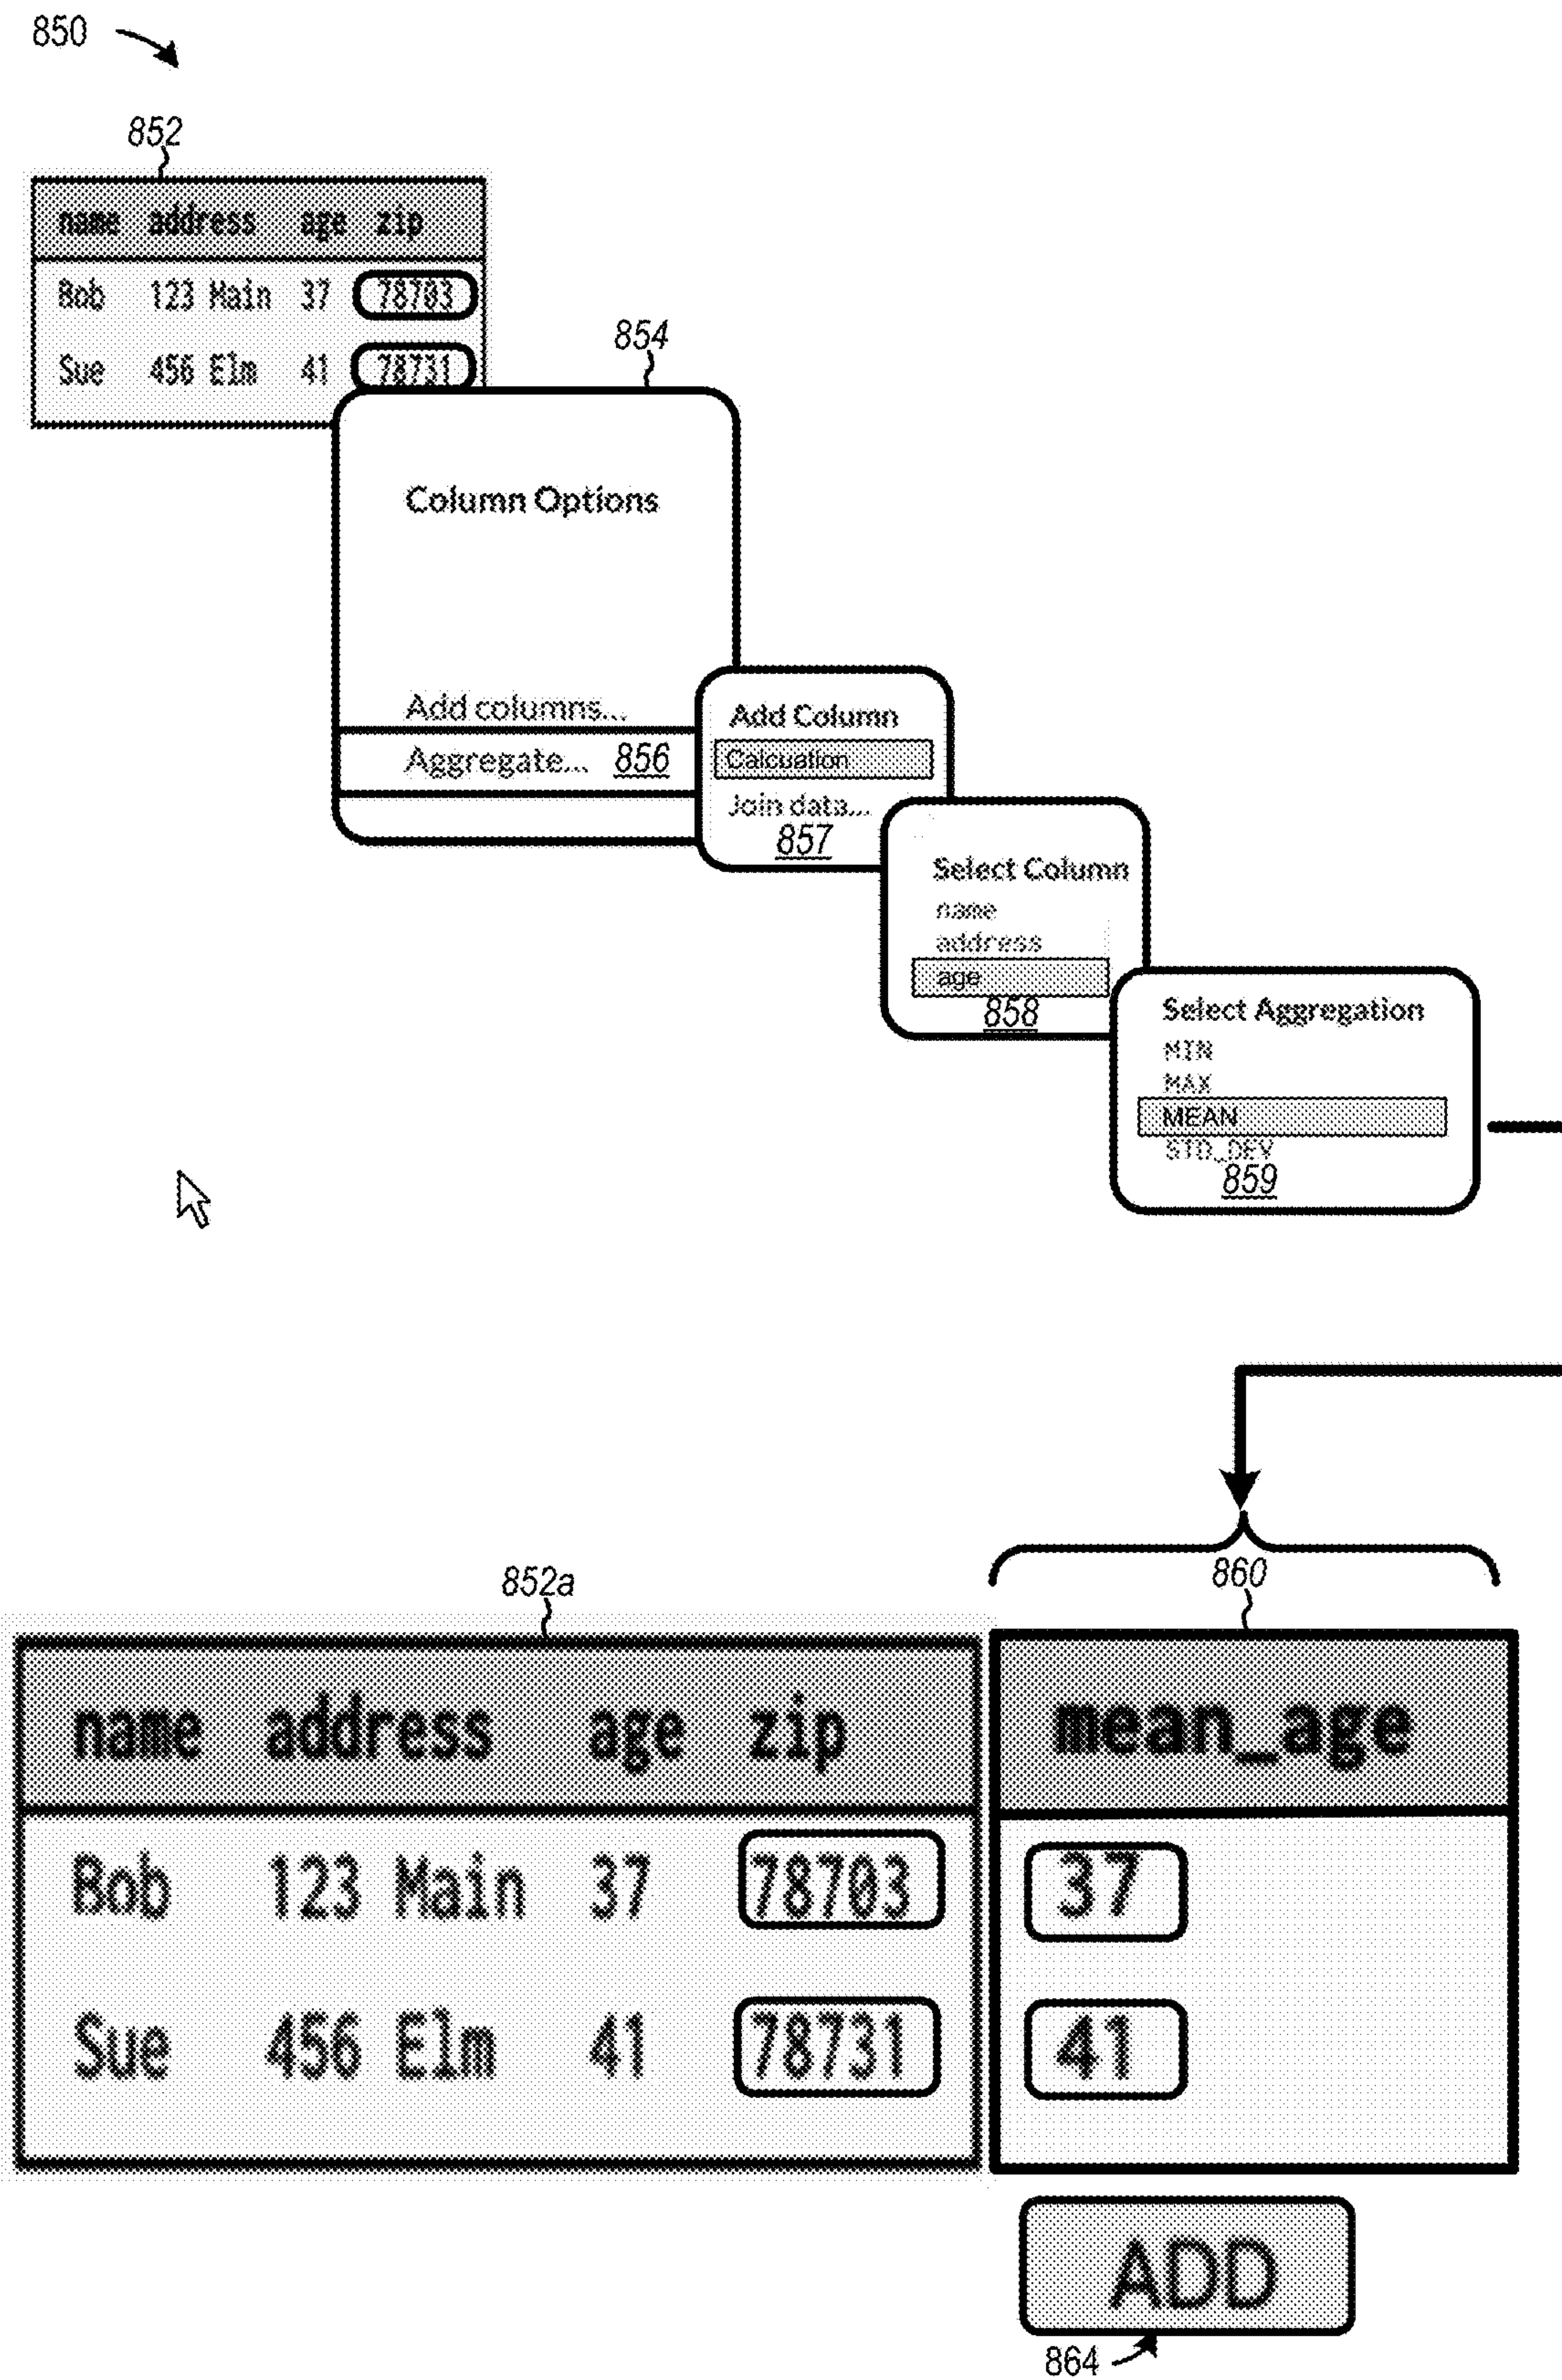 850
852
name address age zip
Bob 123 Main 37 78703
Sue 456 Elm 41 78731
854
Column Options
Add columns...
Aggregate... 856
Add Column
Calcuation
Join data...
857
Select Column
name
address
age
858
Select Aggregation
MIN
MAX
MEAN
STD_DEV
859
852a
860
name address age zip mean_age
Bob 123 Main 37 78703 37
Sue 456 Elm 41 78731 41
ADD
864